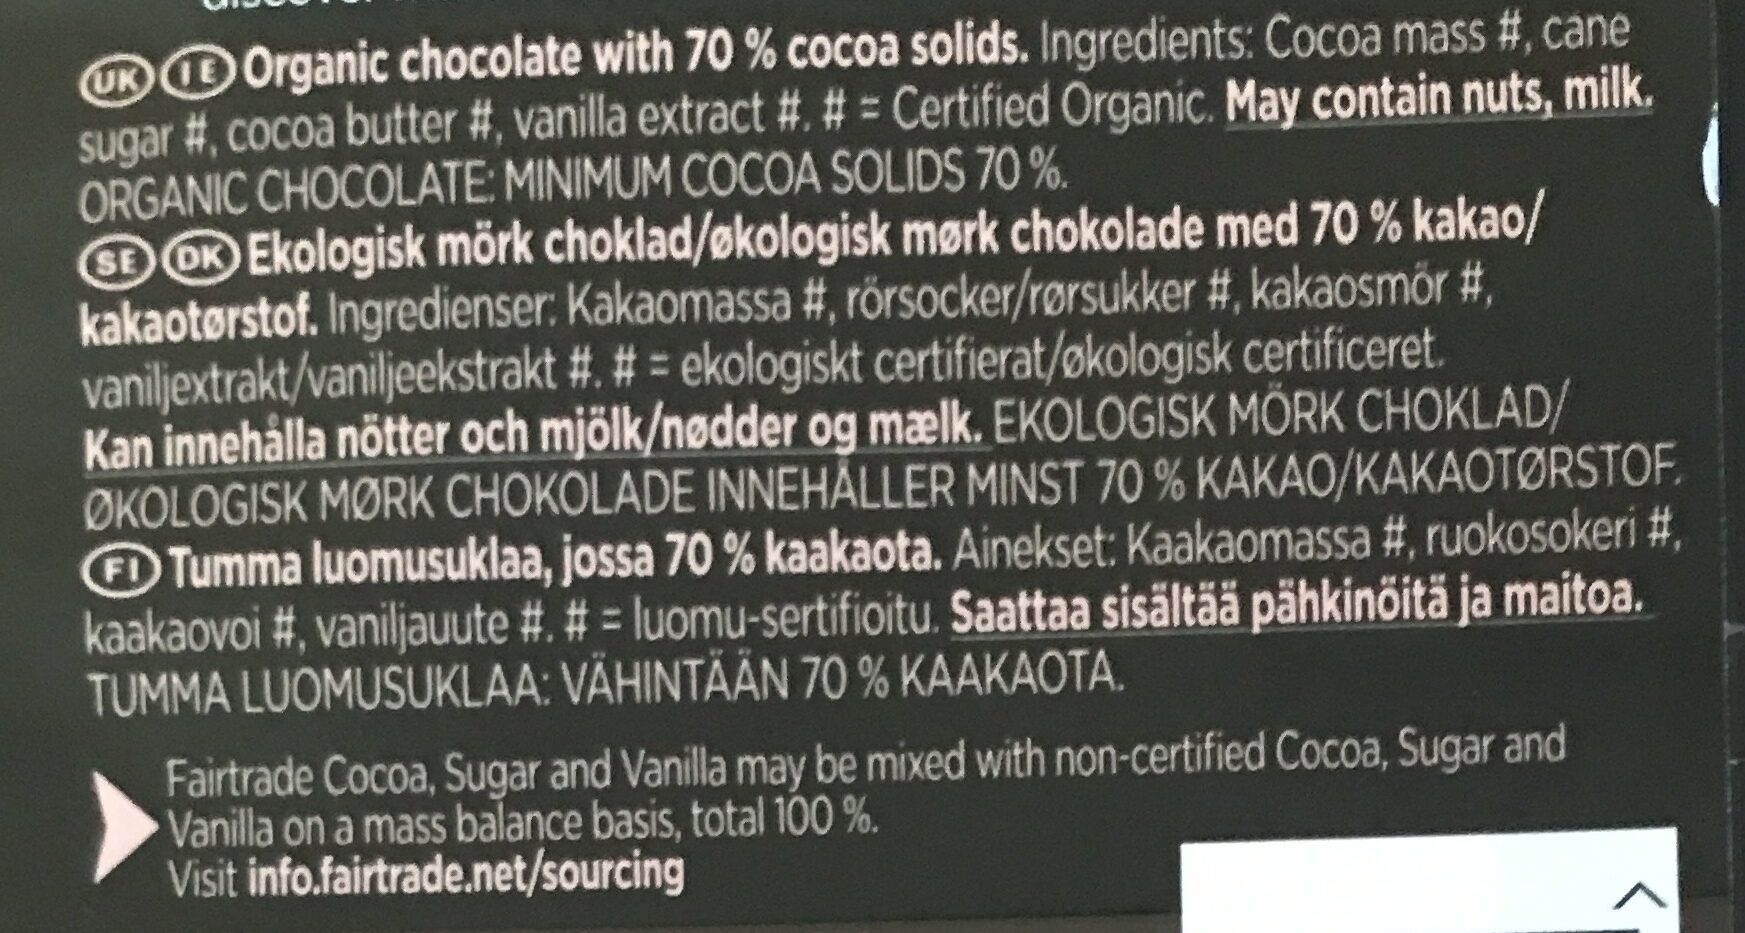 UK IE Organic chocolate with 70 % cocoa solids. Ingredients: Cocoa mass #, cane
sugar #, cocoa butter #, vanilla extract #. # = Certified Organic. May contain nuts, milk.
ORGANIC CHOCOLATE: MINIMUM COCOA SOLIDS 70 %.
SE DK Ekologisk mörk choklad/økologisk mørk chokolade med 70 % kakao/
kakaotørstof. Ingredienser: Kakaomassa #, rörsocker/rørsukker #, kakaosmör #,
vaniljextrakt/vaniljeekstrakt #. # = ekologiskt certifierat/økologisk certificeret.
Kan innehålla nötter och mjölk/nødder og mælk. EKOLOGISK MÖRK CHOKLAD/
ØKOLOGISK MØRK CHOKOLADE INNEHÅLLER MINST 70 % KAKAO/KAKAOTØRSTOF.
FI Tumma luomusuklaa, jossa 70 % kaakaota. Ainekset: Kaakaomassa #, ruokosokeri #,
kaakaovoi #, vaniljauute #. # = luomu-sertifioitu. Saattaa sisältää pähkinöitä ja maitoa.
TUMMA LUOMUSUKLAA: VÄHINTÄÄN 70 % KAAKAOTA.
Fairtrade Cocoa, Sugar and Vanilla may be mixed with non-certified Cocoa, Sugar and
Vanilla on a mass balance basis, total 100 %.
Visit info.fairtrade.net/sourcing